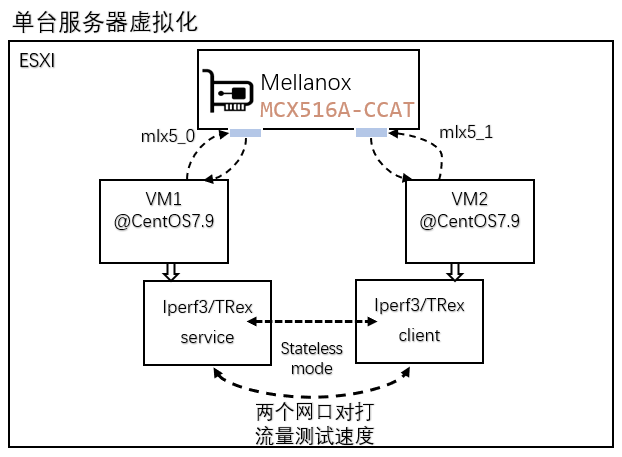 单台服务器虚拟化
ESXI
Mellanox
MCX516A-CCAT
mlx5_0
mlx5_1
VM1
@CentOS7.9
VM2
@CentOS7.9
Iperf3/TRex
service
Iperf3/TRex
client
Stateless
mode
两个网口对打
流量测试速度